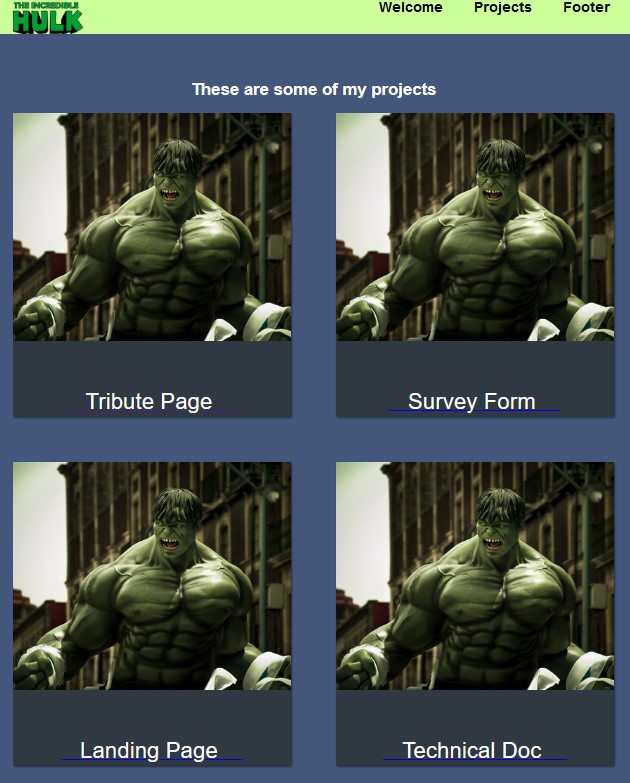 THE INCREDIBLE
HULK
Welcome Projects Footer
These are some of my projects
Tribute Page
Survey Form
Landing Page
Technical Doc